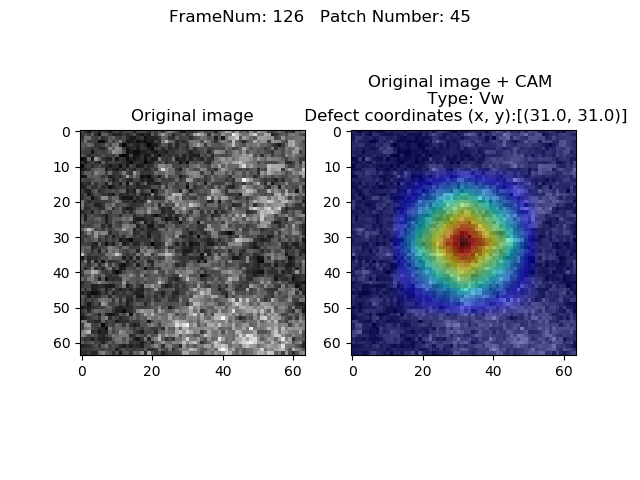 FrameNum: 126   Patch Number: 45
Original image
Original image + CAM
Type: Vw
Defect coordinates (x, y):[(31.0, 31.0)]
0
10
20
30
40
50
60
0 20 40 60
0
10
20
30
40
50
60
0 20 40 60